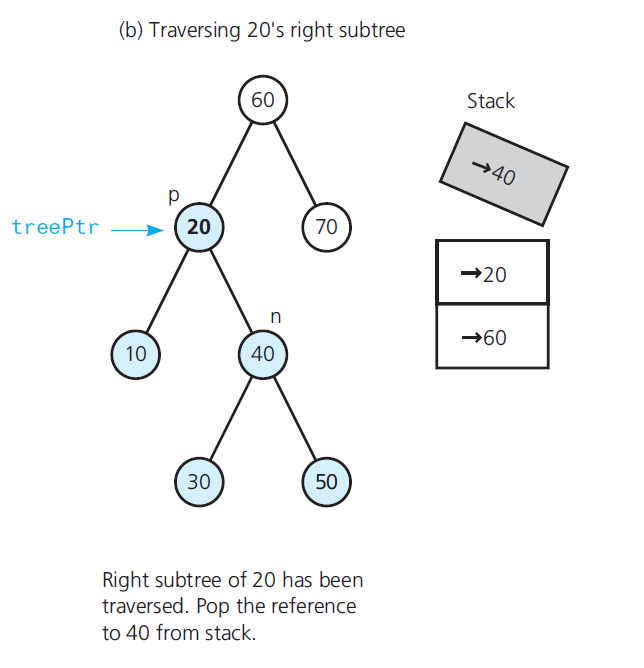 (b) Traversing 20's right subtree
60
Stack
→40
p
treePtr
20
70
→20
n
→60
10
40
30
50
Right subtree of 20 has been
traversed. Pop the reference
to 40 from stack.